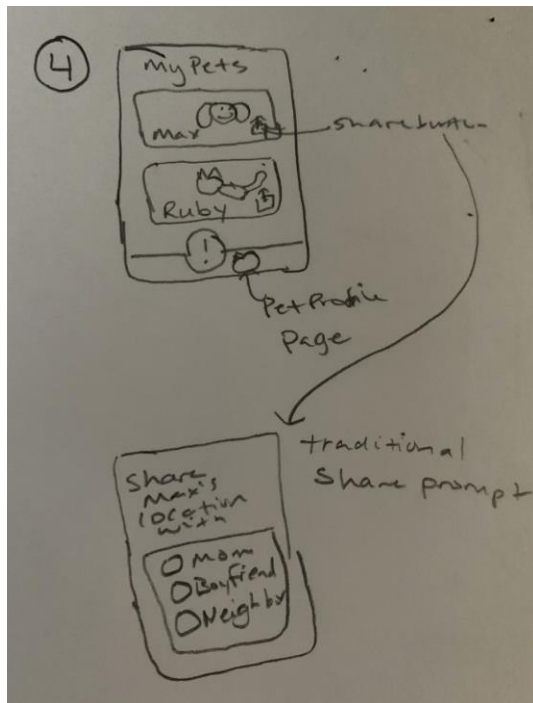 4
My Pets
Max
share button
Ruby
!
Pet Profile
Page
traditional
Share prompt
Share
Max's
location
with
Mom
Boyfriend
Neighbor